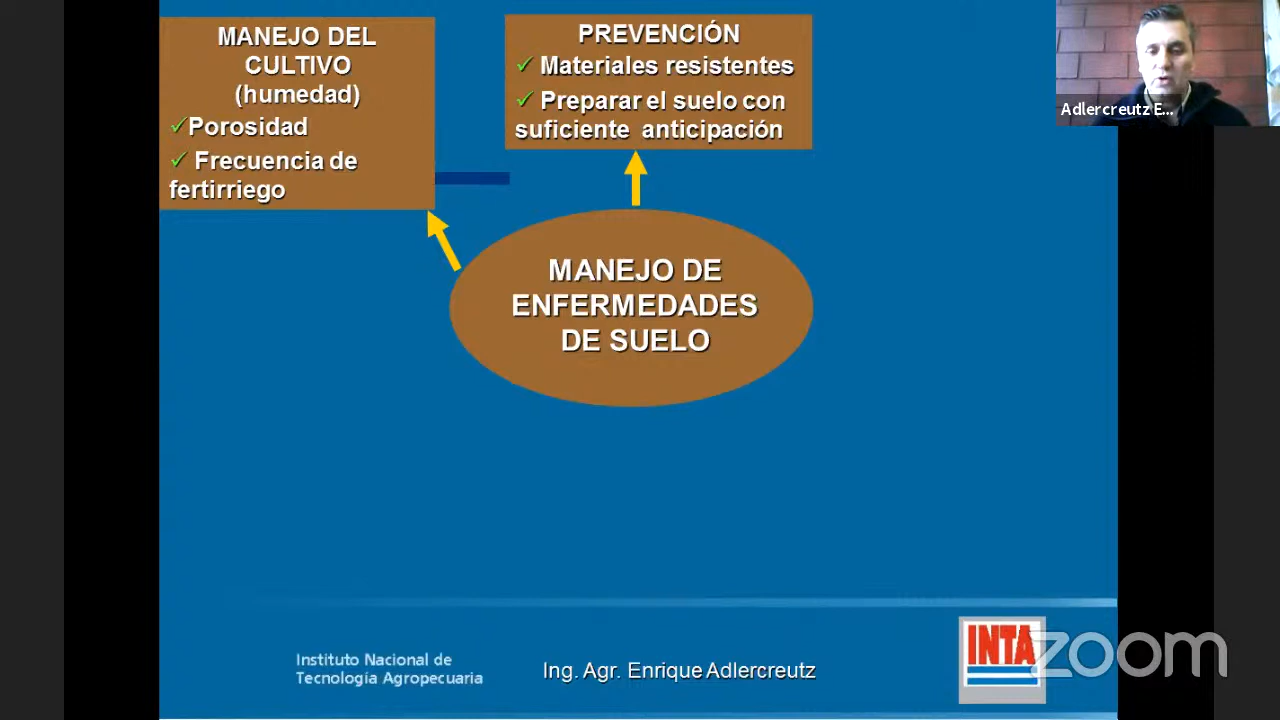 MANEJO DEL
CULTIVO
(humedad)
✓Porosidad
✓ Frecuencia de
fertirriego
PREVENCIÓN
✓ Materiales resistentes
✓ Preparar el suelo con
suficiente anticipación
Adlercreutz E...
MANEJO DE
ENFERMEDADES
DE SUELO
Instituto Nacional de
Tecnología Agropecuaria
Ing. Agr. Enrique Adlercreutz
INTA
zoom